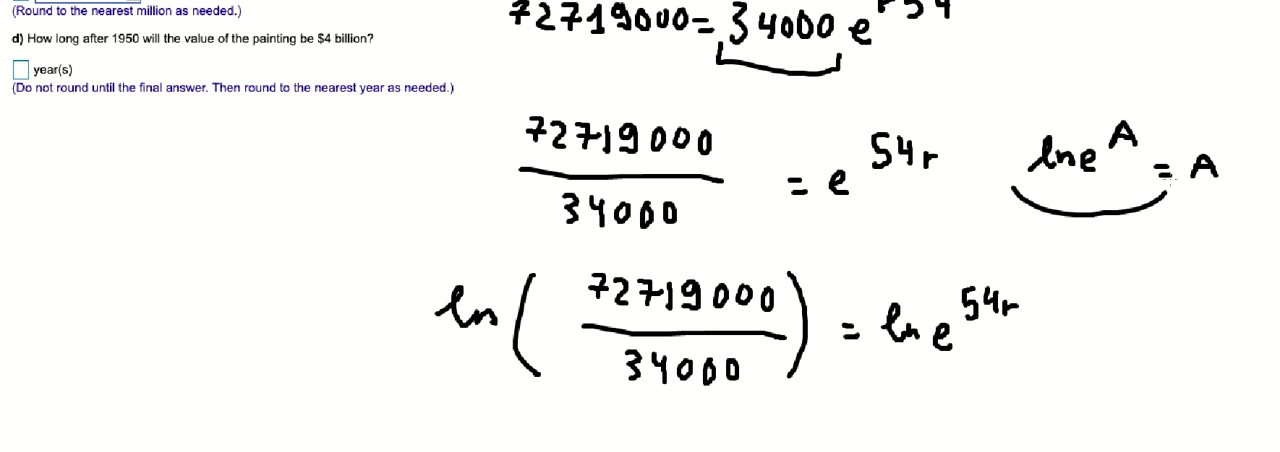 (Round to the nearest million as needed.)
72719000 = 34000 e^r54
d) How long after 1950 will the value of the painting be $4 billion?
year(s)
(Do not round until the final answer. Then round to the nearest year as needed.)
72719000/34000 = e^54r
ln e^A = A
ln(72719000/34000) = ln e^54r